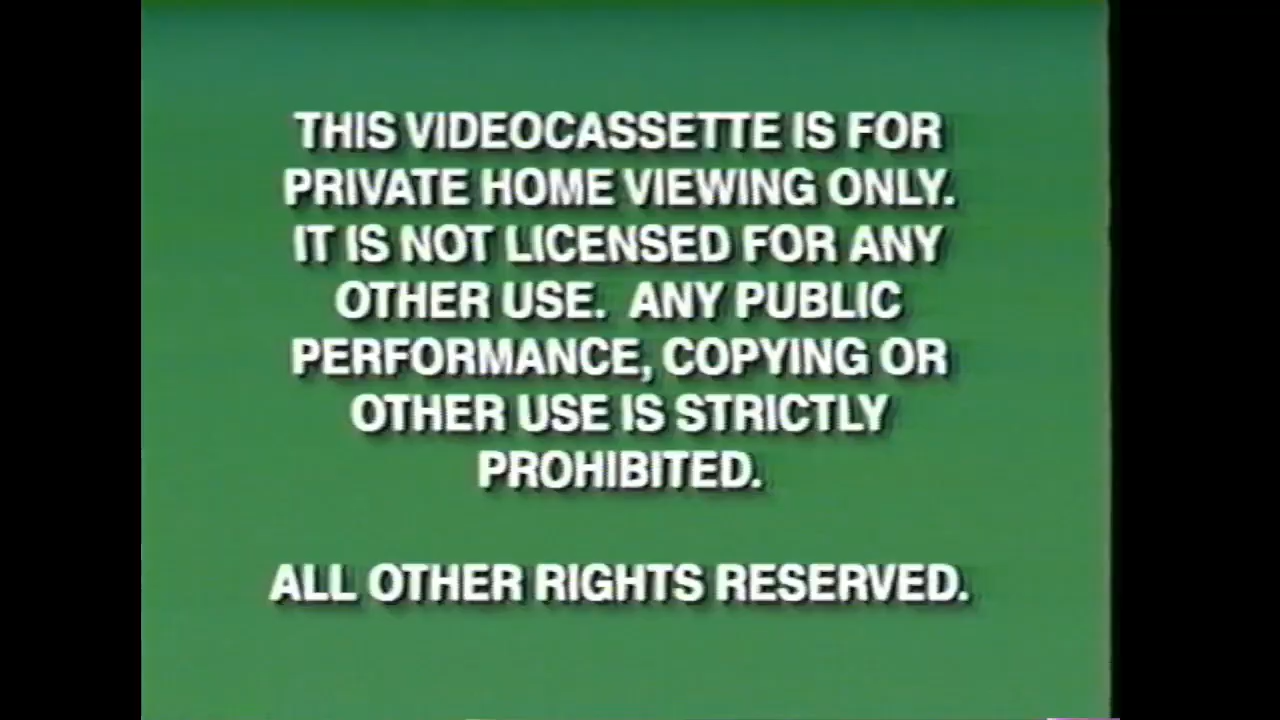 THIS VIDEOCASSETTE IS FOR
PRIVATE HOME VIEWING ONLY.
IT IS NOT LICENSED FOR ANY
OTHER USE.  ANY PUBLIC
PERFORMANCE, COPYING OR
OTHER USE IS STRICTLY
PROHIBITED.
ALL OTHER RIGHTS RESERVED.